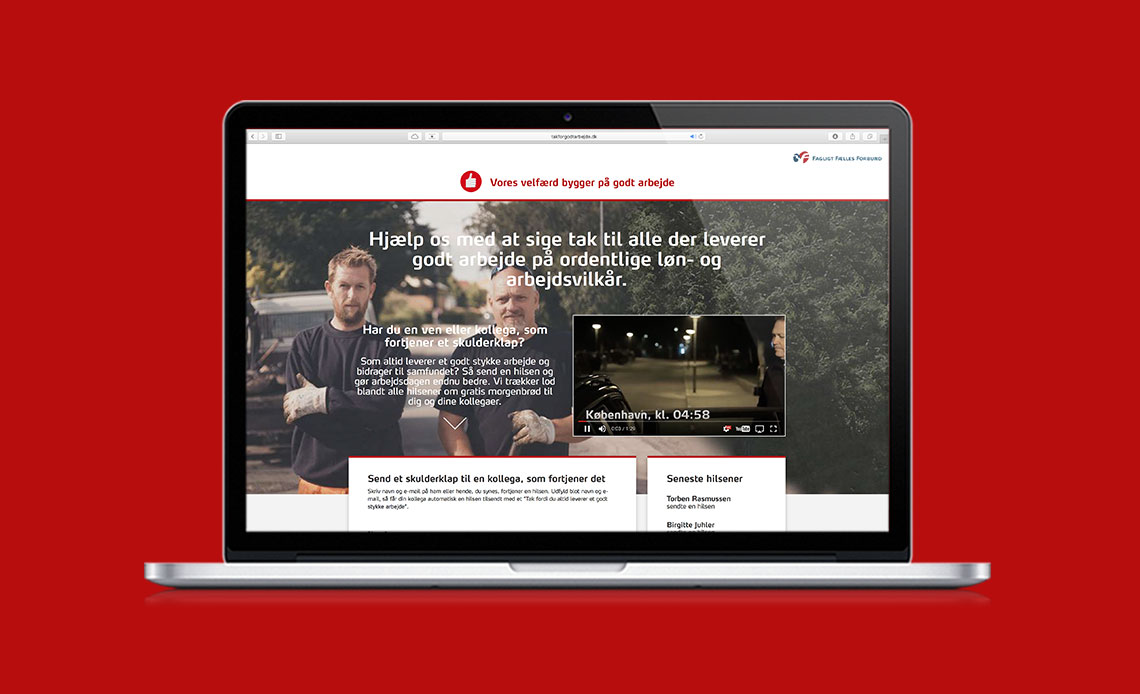 takforgodtarbejde.dk
FAGLIGT FÆLLES FORBUND
Vores velfærd bygger på godt arbejde
Hjælp os med at sige tak til alle der leverer
godt arbejde på ordentlige løn- og
arbejdsvilkår.
Har du en ven eller kollega, som
fortjener et skulderklap?
Som altid leverer et godt stykke arbejde og
bidrager til samfundet? Så send en hilsen og
gør arbejdsdagen endnu bedre. Vi trækker lod
blandt alle hilsener om gratis morgenbrød til
dig og dine kollegaer.
København, kl. 04:58
0:03 / 1:29
Send et skulderklap til en kollega, som fortjener det
Skriv navn og e-mail på ham eller hende, du synes, fortjener en hilsen. Udfyld blot navn og e-
mail, så får din kollega automatisk en hilsen tilsendt med et "Tak fordi du altid leverer et godt
stykke arbejde".
Seneste hilsener
Torben Rasmussen
sendte en hilsen
Birgitte Juhler